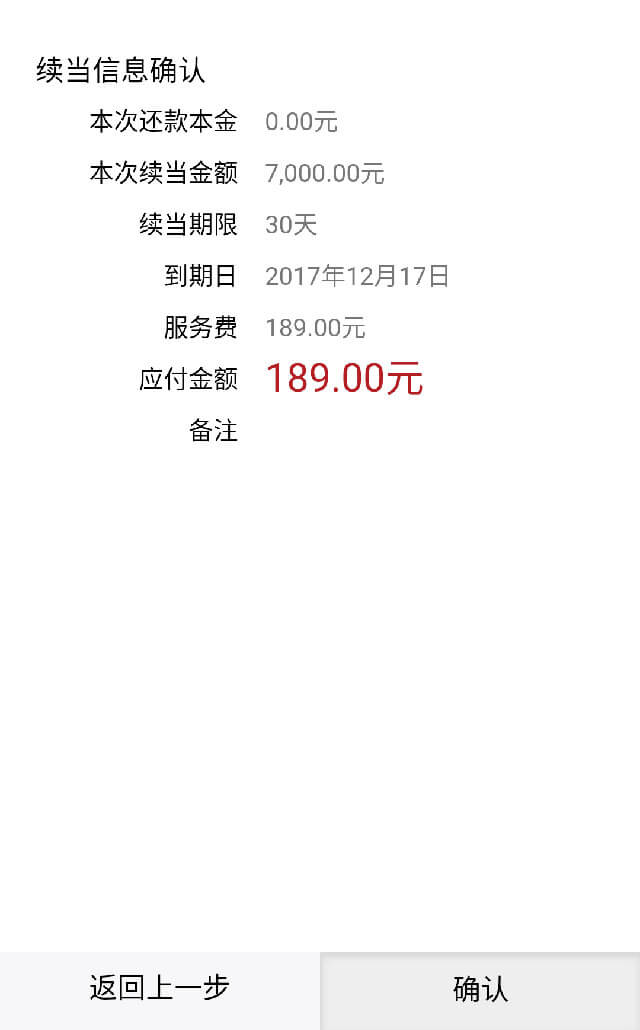 续当信息确认
本次还款本金 0.00元
本次续当金额 7,000.00元
续当期限 30天
到期日 2017年12月17日
服务费 189.00元
应付金额 189.00元
备注
返回上一步 确认